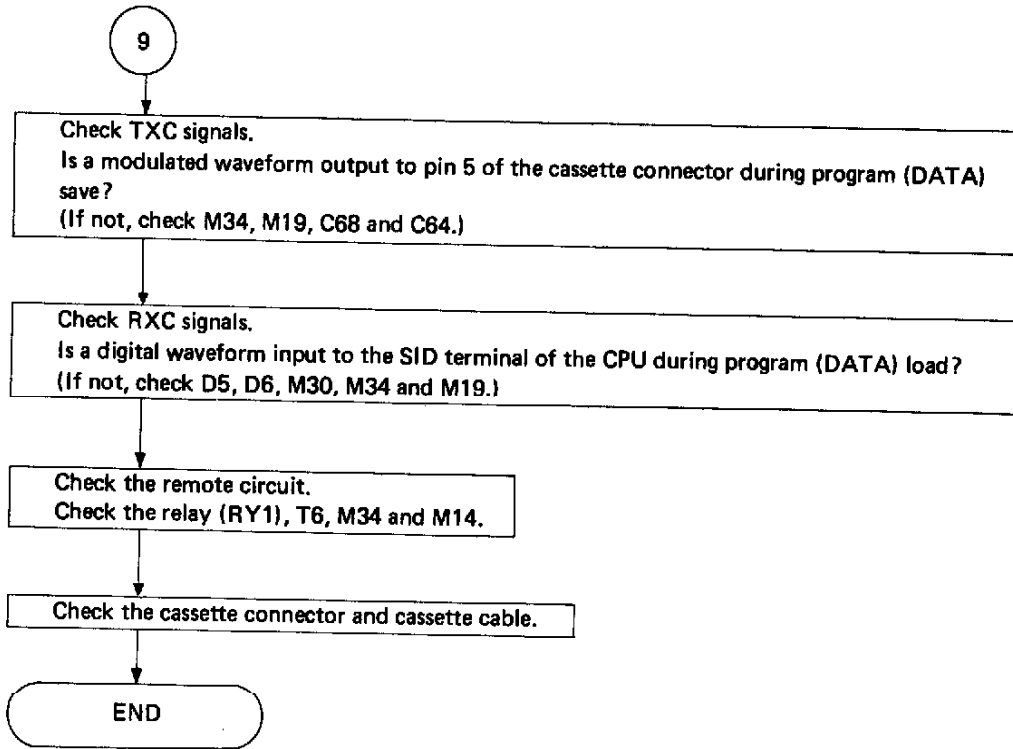 9
Check TXC signals.
Is a modulated waveform output to pin 5 of the cassette connector during program (DATA)
save?
(If not, check M34, M19, C68 and C64.)
Check RXC signals.
Is a digital waveform input to the SID terminal of the CPU during program (DATA) load?
(If not, check D5, D6, M30, M34 and M19.)
Check the remote circuit.
Check the relay (RY1), T6, M34 and M14.
Check the cassette connector and cassette cable.
END